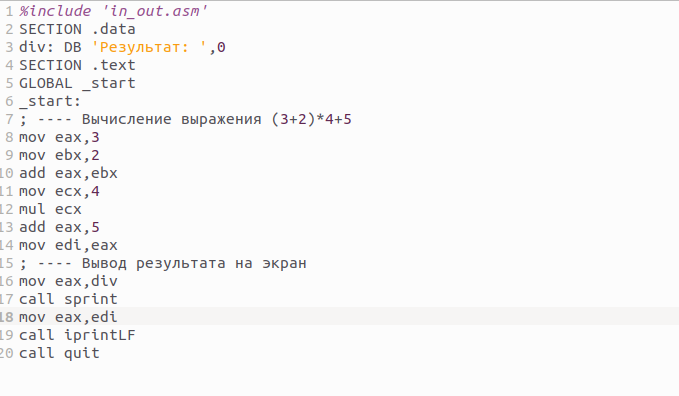 1 %include 'in_out.asm'
2 SECTION .data
3 div: DB 'Результат: ',0
4 SECTION .text
5 GLOBAL _start
6 _start:
7 ; ---- Вычисление выражения (3+2)*4+5
8 mov eax,3
9 mov ebx,2
10 add eax,ebx
11 mov ecx,4
12 mul ecx
13 add eax,5
14 mov edi,eax
15 ; ---- Вывод результата на экран
16 mov eax,div
17 call sprint
18 mov eax,edi
19 call iprintLF
20 call quit